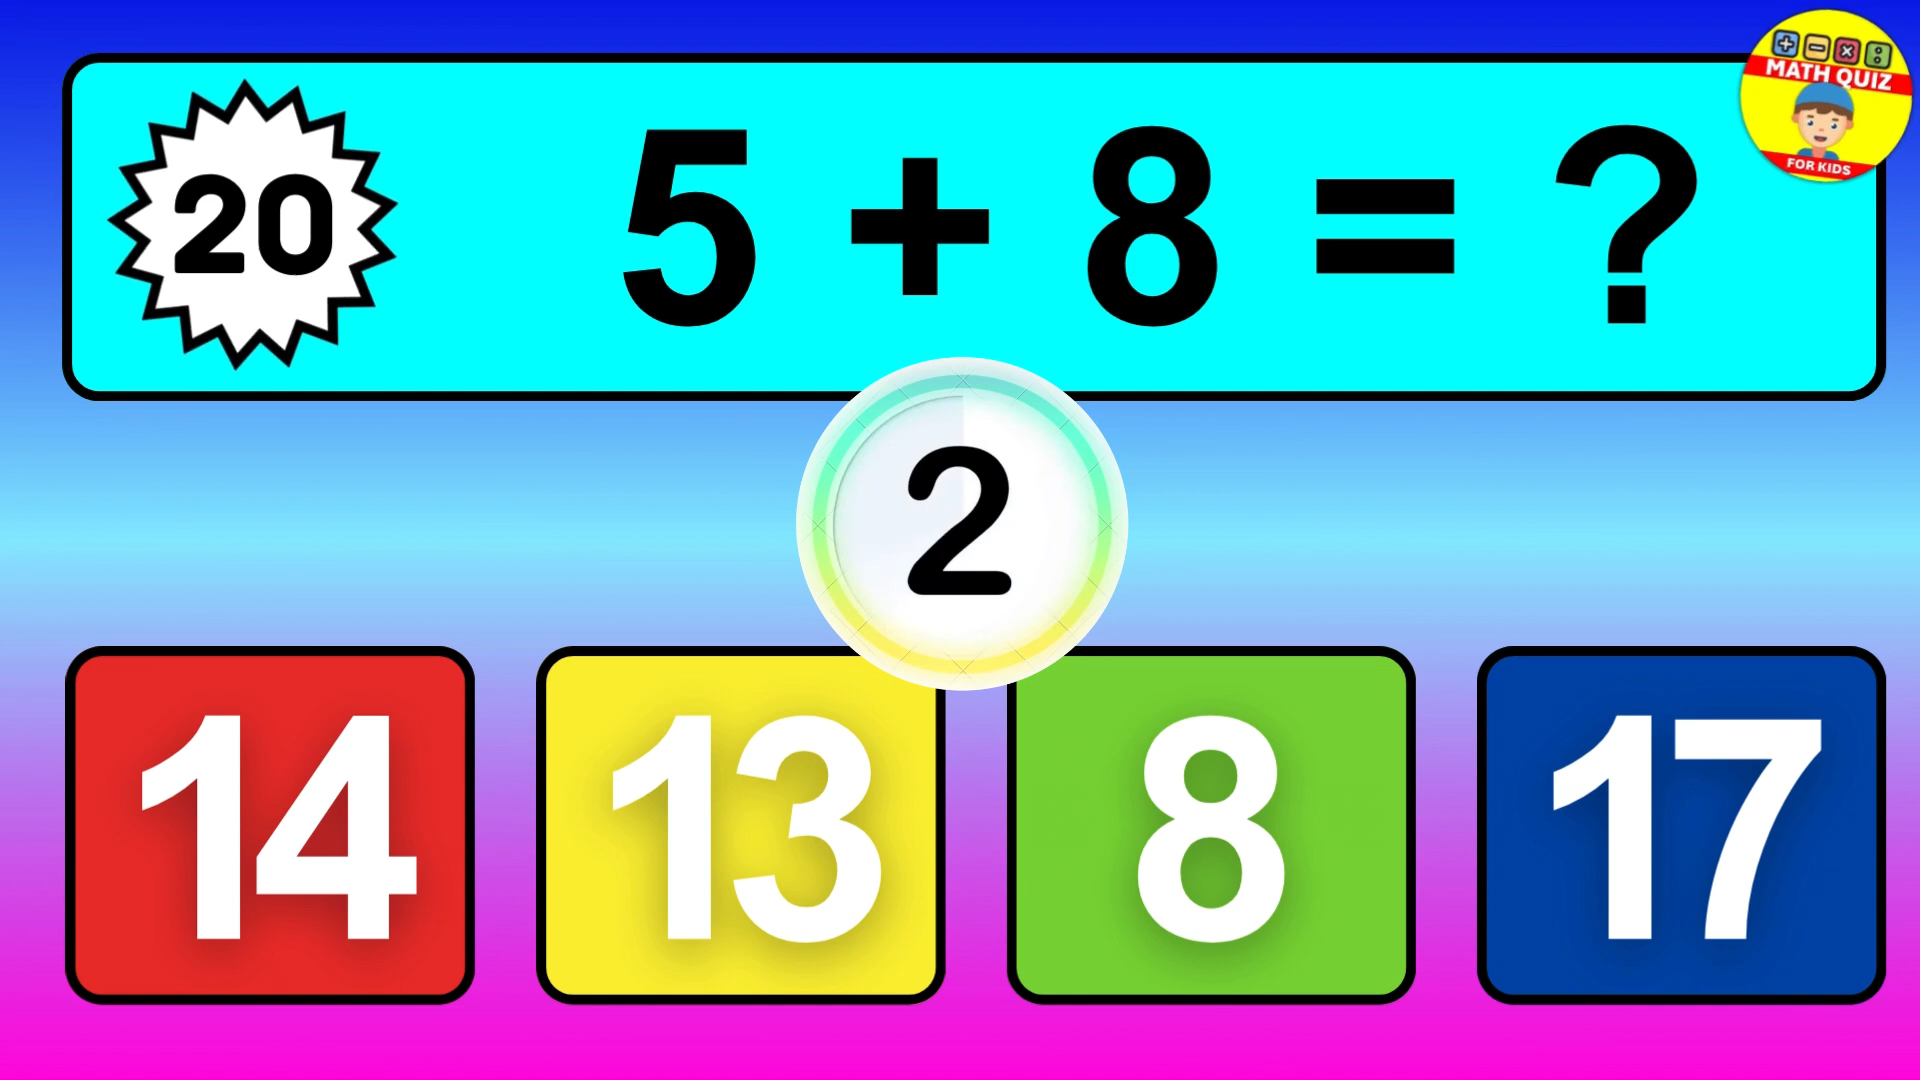 20
5 + 8 = ?
+ − × ÷
MATH QUIZ
FOR KIDS
2
14
13
8
17